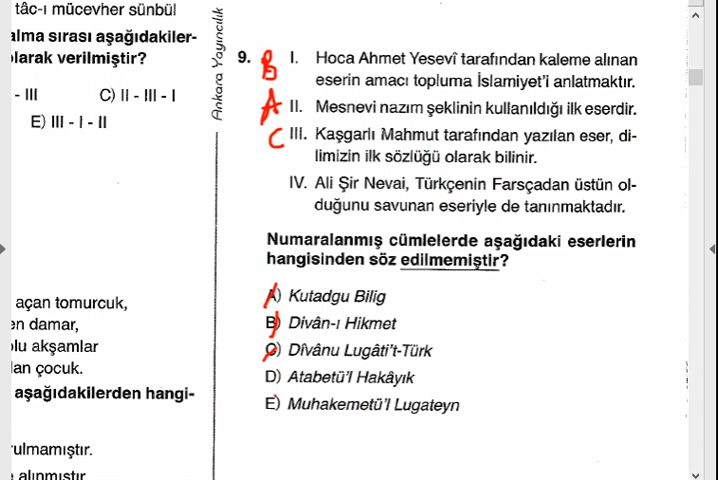 tâc-ı mücevher sünbül
alma sırası aşağıdakiler-
olarak verilmiştir?
- III C) II - III - I
E) III - I - II
açan tomurcuk,
en damar,
lu akşamlar
lan çocuk.
aşağıdakilerden hangi-
rulmamıştır.
alınmıştır
Ankara Yayıncılık
9. B I. Hoca Ahmet Yesevî tarafından kaleme alınan
eserin amacı topluma İslamiyet'i anlatmaktır.
A II. Mesnevi nazım şeklinin kullanıldığı ilk eserdir.
C III. Kaşgarlı Mahmut tarafından yazılan eser, di-
limizin ilk sözlüğü olarak bilinir.
IV. Ali Şir Nevai, Türkçenin Farsçadan üstün ol-
duğunu savunan eseriyle de tanınmaktadır.
Numaralanmış cümlelerde aşağıdaki eserlerin
hangisinden söz edilmemiştir?
A) Kutadgu Bilig
B) Divân-ı Hikmet
C) Dîvânu Lugâti't-Türk
D) Atabetü'l Hakâyık
E) Muhakemetü'l Lugateyn